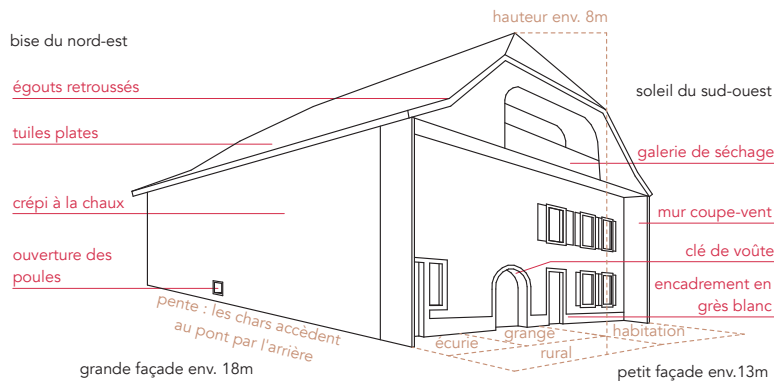 hauteur env. 8m
bise du nord-est
égouts retroussés
soleil du sud-ouest
tuiles plates
galerie de séchage
crépi à la chaux
mur coupe-vent
ouverture des
poules
clé de voûte
encadrement en
grès blanc
pente : les chars accèdent
au pont par l'arrière
écurie
grange
habitation
rural
grande façade env. 18m
petit façade env.13m